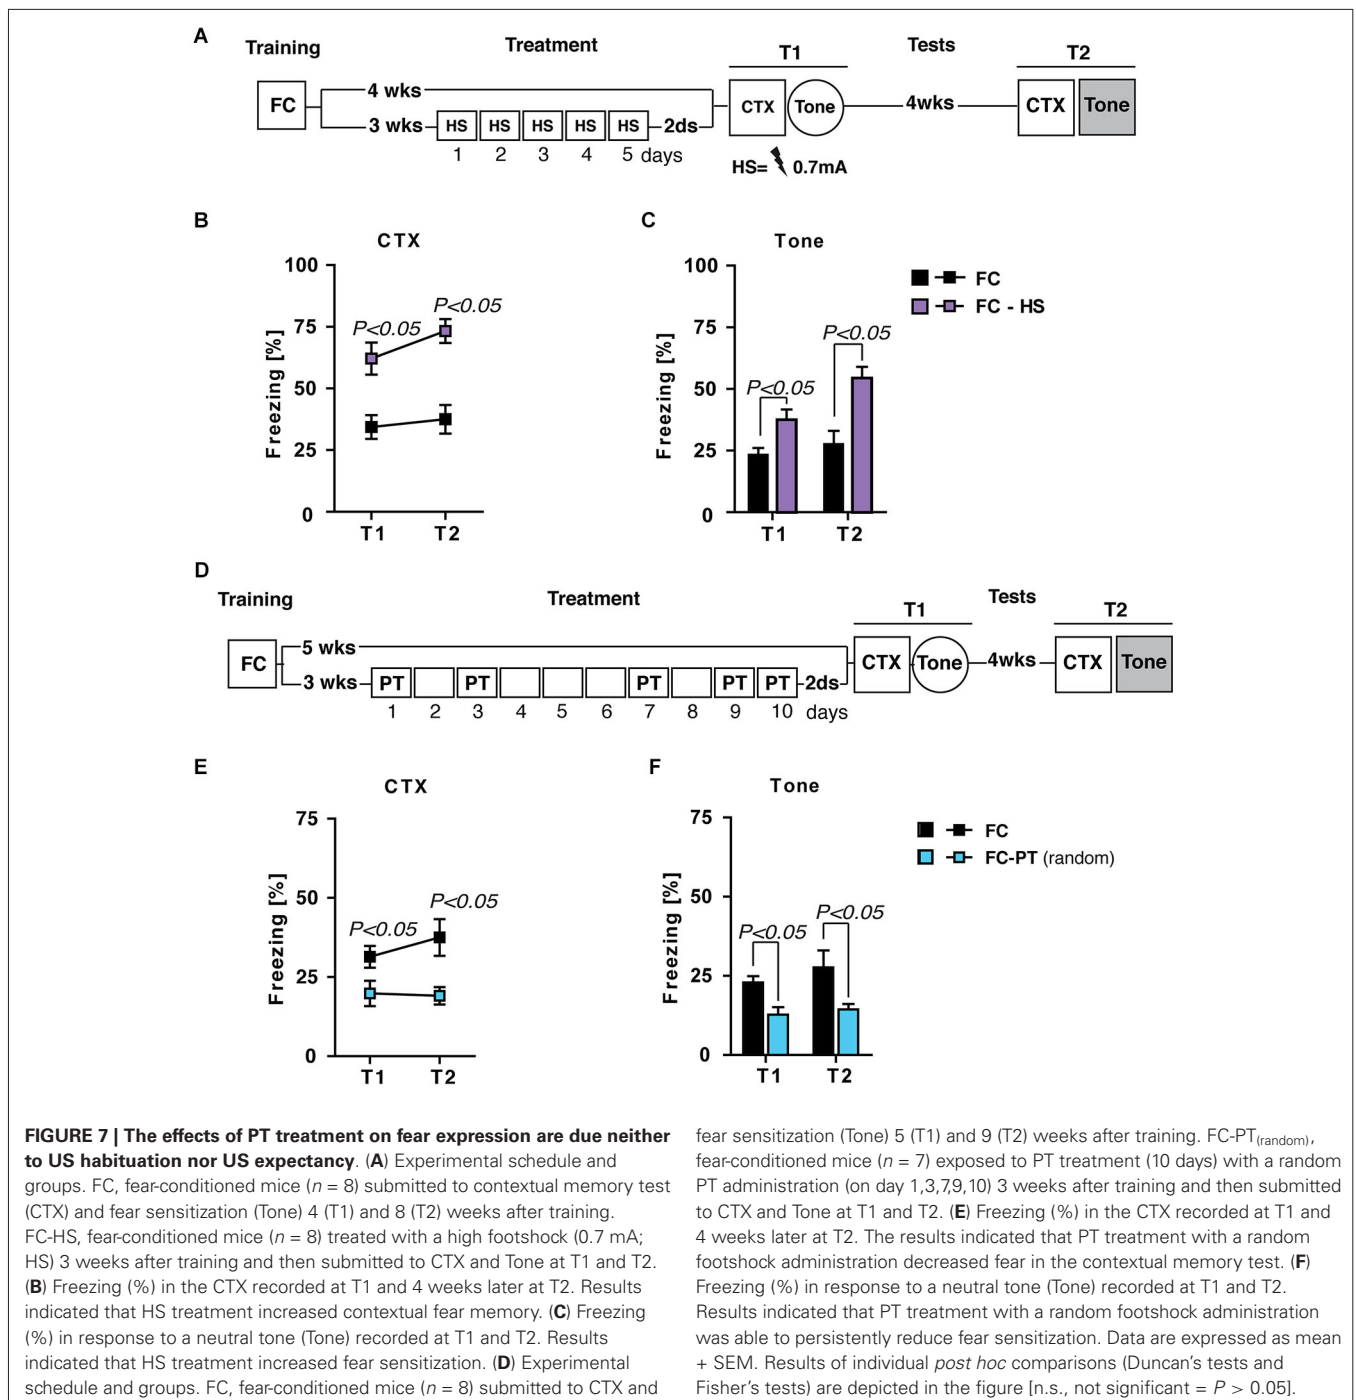 A
Training
Treatment
T1
Tests
T2
FC
4 wks
3 wks
HS HS HS HS HS
2ds
1 2 3 4 5 days
CTX
Tone
4wks
CTX
Tone
HS= 0.7mA
B
CTX
100
75
50
25
0
Freezing [%]
P<0.05
P<0.05
T1 T2
C
Tone
100
75
50
25
0
Freezing [%]
P<0.05
P<0.05
T1 T2
FC
FC - HS
D
Training
Treatment
T1
Tests
T2
FC
5 wks
3 wks
PT PT PT PT PT
2ds
1 2 3 4 5 6 7 8 9 10 days
CTX
Tone
4wks
CTX
Tone
E
CTX
75
50
25
0
Freezing [%]
P<0.05
P<0.05
T1 T2
F
Tone
75
50
25
0
Freezing [%]
P<0.05
P<0.05
T1 T2
FC
FC-PT (random)
FIGURE 7 | The effects of PT treatment on fear expression are due neither
to US habituation nor US expectancy. (A) Experimental schedule and
groups. FC, fear-conditioned mice (n = 8) submitted to contextual memory test
(CTX) and fear sensitization (Tone) 4 (T1) and 8 (T2) weeks after training.
FC-HS, fear-conditioned mice (n = 8) treated with a high footshock (0.7 mA;
HS) 3 weeks after training and then submitted to CTX and Tone at T1 and T2.
(B) Freezing (%) in the CTX recorded at T1 and 4 weeks later at T2. Results
indicated that HS treatment increased contextual fear memory. (C) Freezing
(%) in response to a neutral tone (Tone) recorded at T1 and T2. Results
indicated that HS treatment increased fear sensitization. (D) Experimental
schedule and groups. FC, fear-conditioned mice (n = 8) submitted to CTX and
fear sensitization (Tone) 5 (T1) and 9 (T2) weeks after training. FC-PT(random),
fear-conditioned mice (n = 7) exposed to PT treatment (10 days) with a random
PT administration (on day 1,3,7,9,10) 3 weeks after training and then submitted
to CTX and Tone at T1 and T2. (E) Freezing (%) in the CTX recorded at T1 and
4 weeks later at T2. The results indicated that PT treatment with a random
footshock administration decreased fear in the contextual memory test. (F)
Freezing (%) in response to a neutral tone (Tone) recorded at T1 and T2.
Results indicated that PT treatment with a random footshock administration
was able to persistently reduce fear sensitization. Data are expressed as mean
+ SEM. Results of individual post hoc comparisons (Duncan's tests and
Fisher's tests) are depicted in the figure [n.s., not significant = P > 0.05].